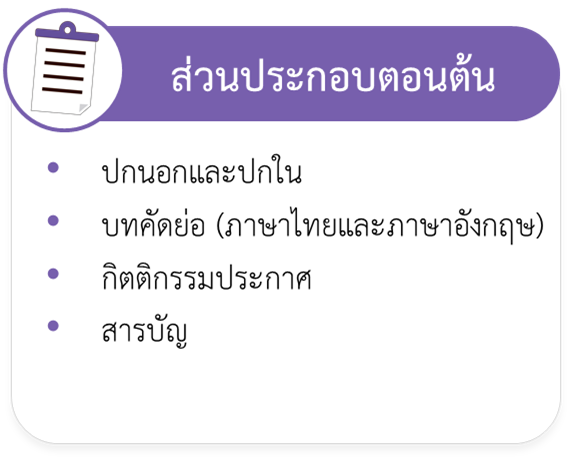 ส่วนประกอบตอนต้น
• ปกนอกและปกใน
• บทคัดย่อ (ภาษาไทยและภาษาอังกฤษ)
• กิตติกรรมประกาศ
• สารบัญ